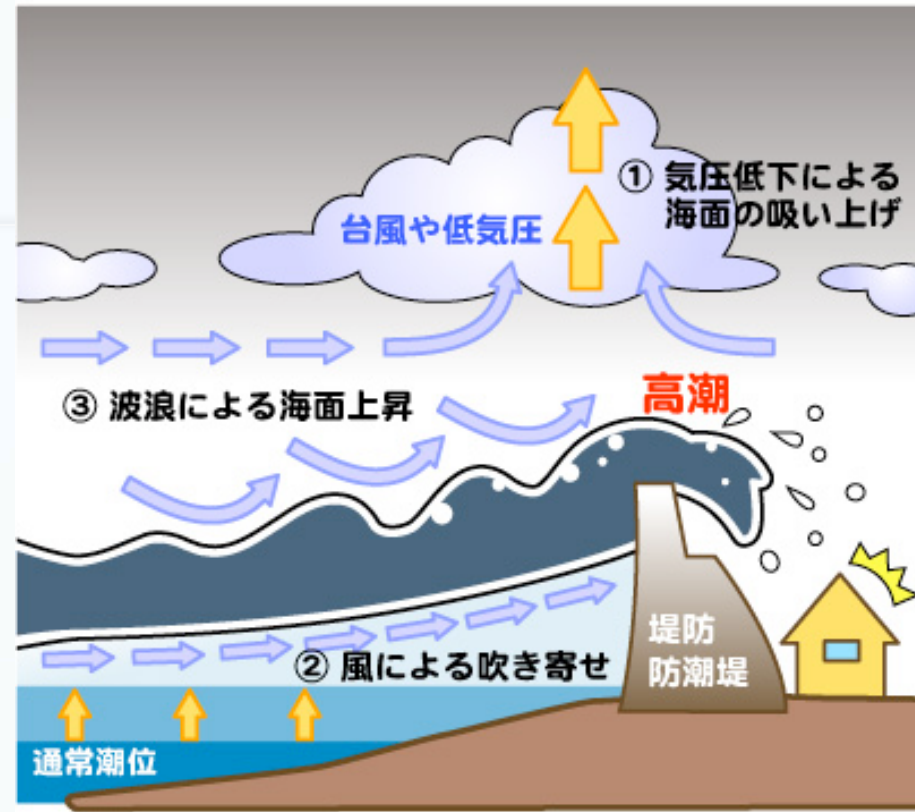 ① 気圧低下による
海面の吸い上げ
台風や低気圧
③ 波浪による海面上昇
高潮
② 風による吹き寄せ
堤防
防潮堤
通常潮位